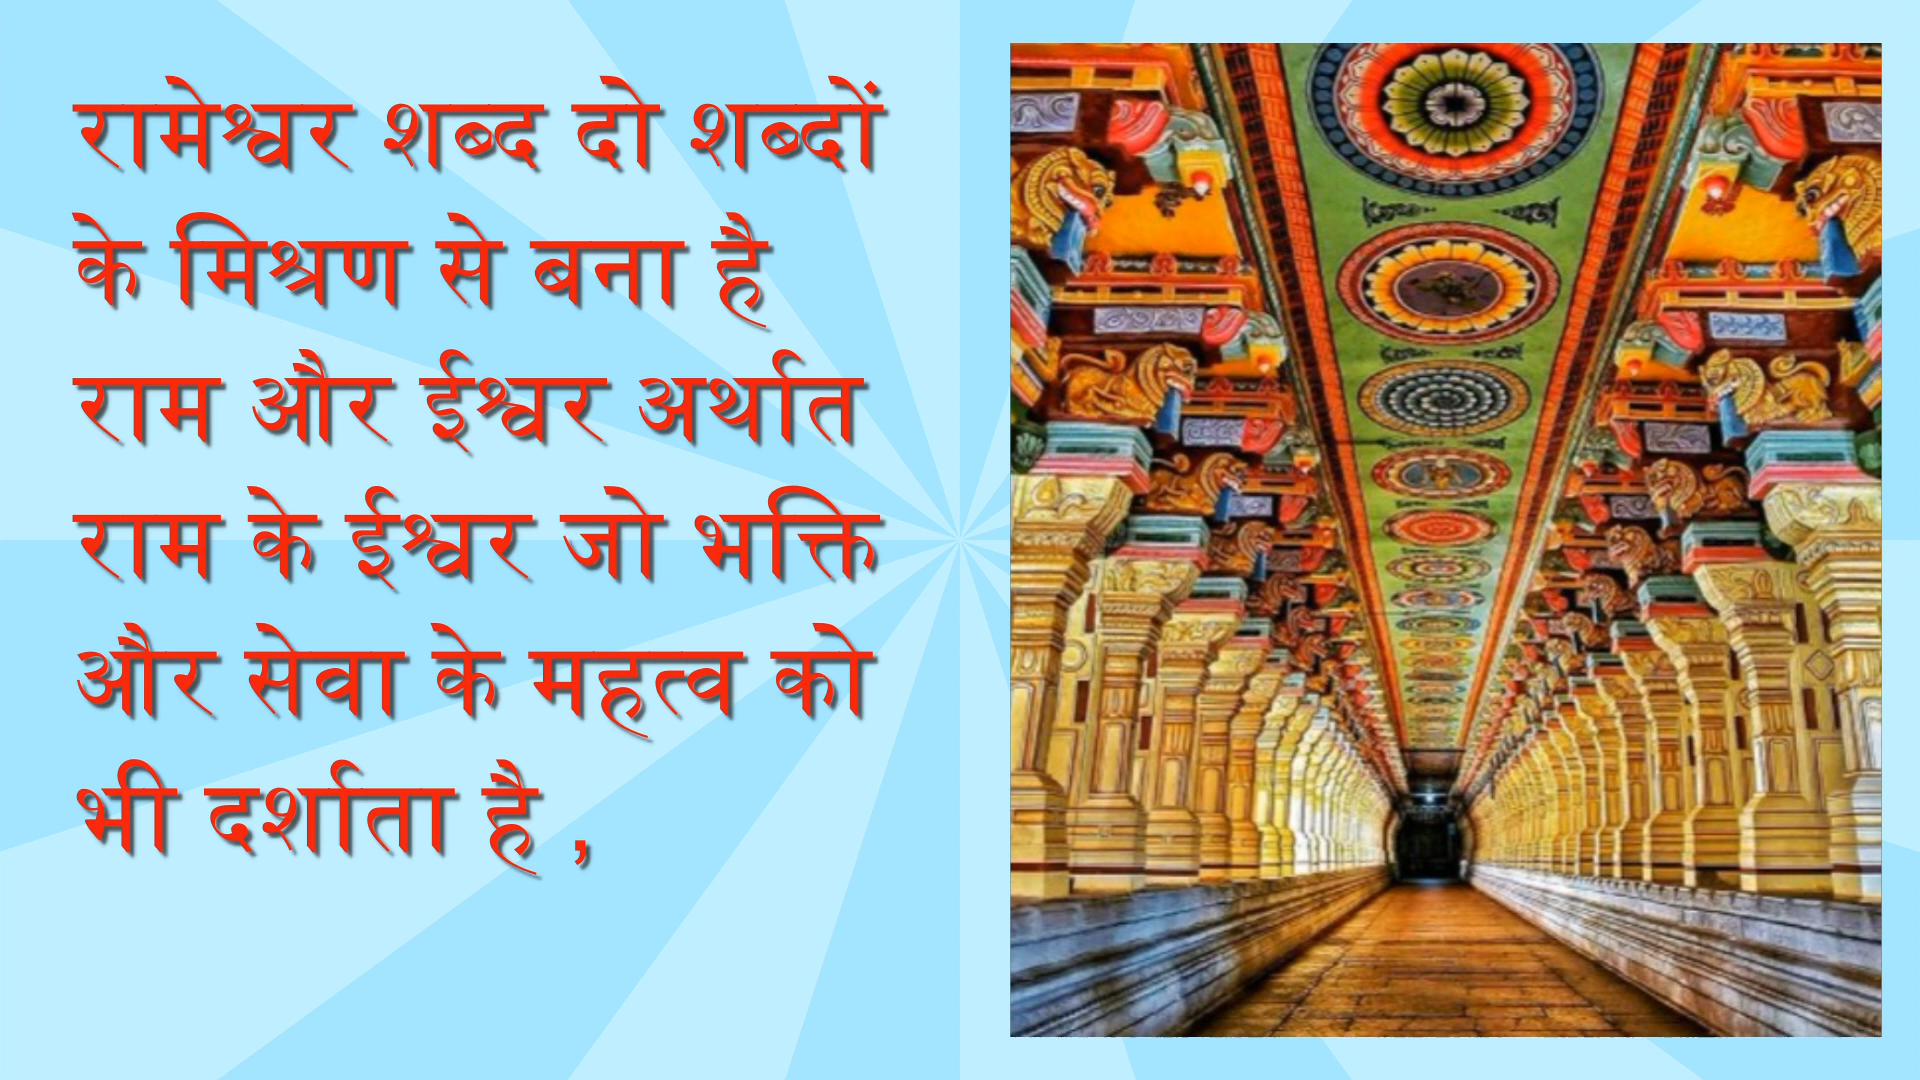 रामेश्वर शब्द दो शब्दों
के मिश्रण से बना है
राम और ईश्वर अर्थात
राम के ईश्वर जो भक्ति
और सेवा के महत्व को
भी दर्शाता है ,